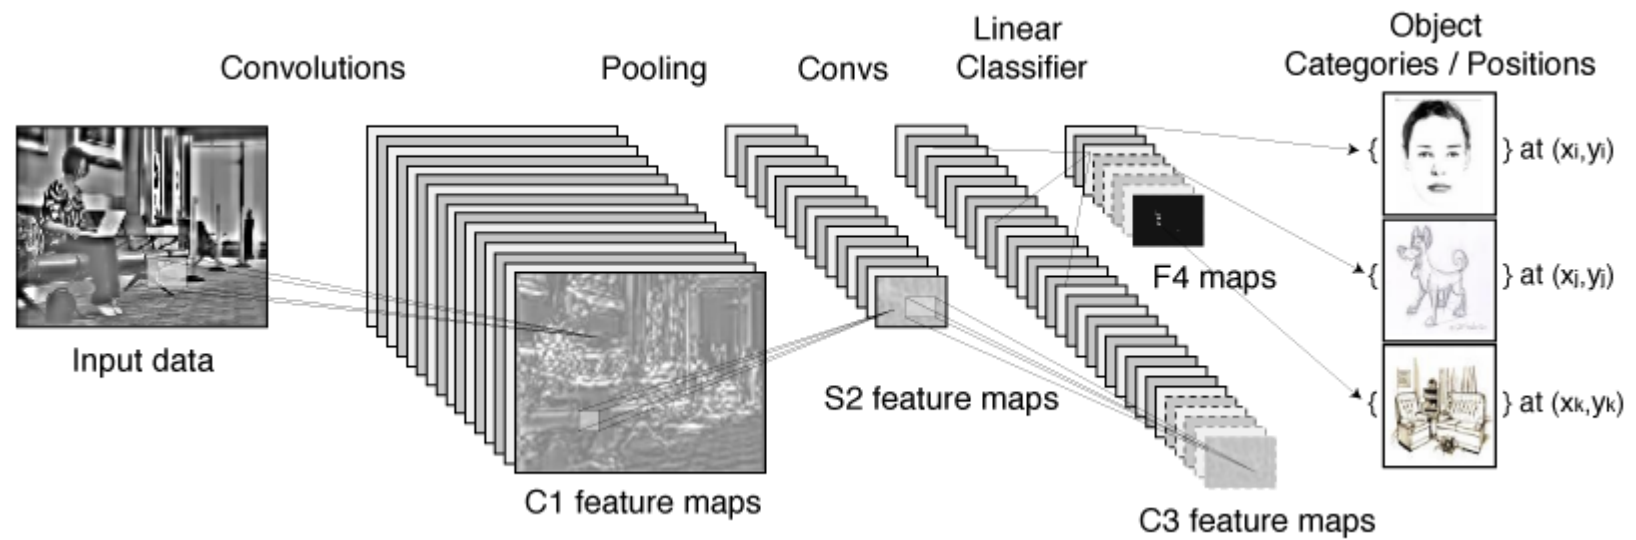 Convolutions
Pooling
Convs
Linear
Classifier
Object
Categories / Positions
{ } at (xi,yi)
{ } at (xj,yj)
{ } at (xk,yk)
Input data
C1 feature maps
S2 feature maps
C3 feature maps
F4 maps